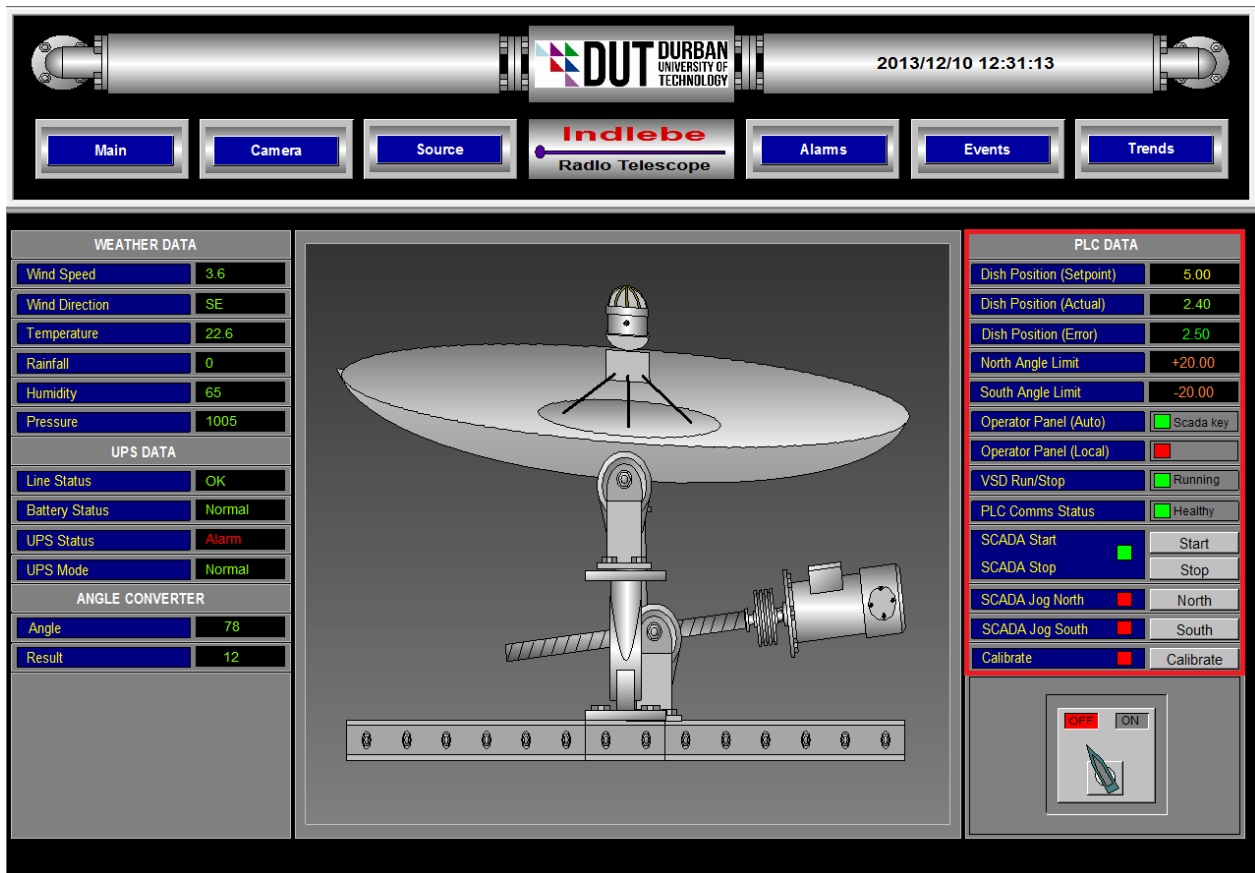 DUT DURBAN
UNIVERSITY OF
TECHNOLOGY
2013/12/10 12:31:13
Main
Camera
Source
Indlebe
Radio Telescope
Alarms
Events
Trends
WEATHER DATA
Wind Speed 3.6
Wind Direction SE
Temperature 22.6
Rainfall 0
Humidity 65
Pressure 1005
UPS DATA
Line Status OK
Battery Status Normal
UPS Status Alarm
UPS Mode Normal
ANGLE CONVERTER
Angle 78
Result 12
PLC DATA
Dish Position (Setpoint) 5.00
Dish Position (Actual) 2.40
Dish Position (Error) 2.50
North Angle Limit +20.00
South Angle Limit -20.00
Operator Panel (Auto) Scada key
Operator Panel (Local)
VSD Run/Stop Running
PLC Comms Status Healthy
SCADA Start Start
SCADA Stop Stop
SCADA Jog North North
SCADA Jog South South
Calibrate Calibrate
OFF ON